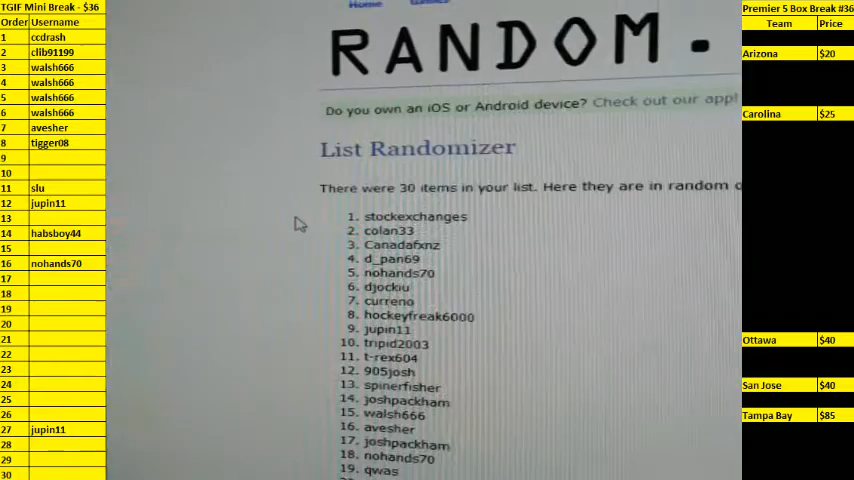 TGIF Mini Break - $36
Order Username
1 ccdrash
2 clib91199
3 walsh666
4 walsh666
5 walsh666
6 walsh666
7 avesher
8 tigger08
9
10
11 slu
12 jupin11
13
14 habsboy44
15
16 nohands70
17
18
19
20
21
22
23
24
25
26
27 jupin11
28
29
30
Home
RANDOM.
Do you own an iOS or Android device? Check out our app!
List Randomizer
There were 30 items in your list. Here they are in random
1. stockexchanges
2. colan33
3. Canadafxnz
4. d_pan69
5. nohands70
6. djockiu
7. curreno
8. hockeyfreak6000
9. jupin11
10. tripid2003
11. t-rex604
12. 905josh
13. spinerfisher
14. joshpackham
15. walsh666
16. avesher
17. joshpackham
18. nohands70
19. qwas
Premier 5 Box Break #36
Team Price
Arizona $20
Carolina $25
Ottawa $40
San Jose $40
Tampa Bay $85